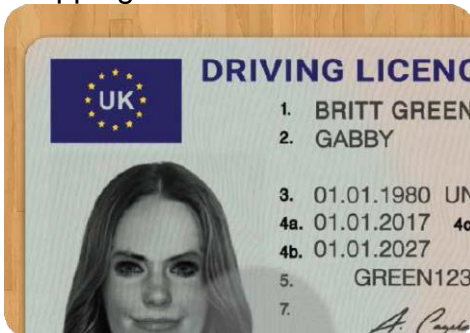 DRIVING LICENC
UK
1. BRITT GREEN
2. GABBY
3. 01.01.1980 UN
4a. 01.01.2017 4c
4b. 01.01.2027
5. GREEN123
7.